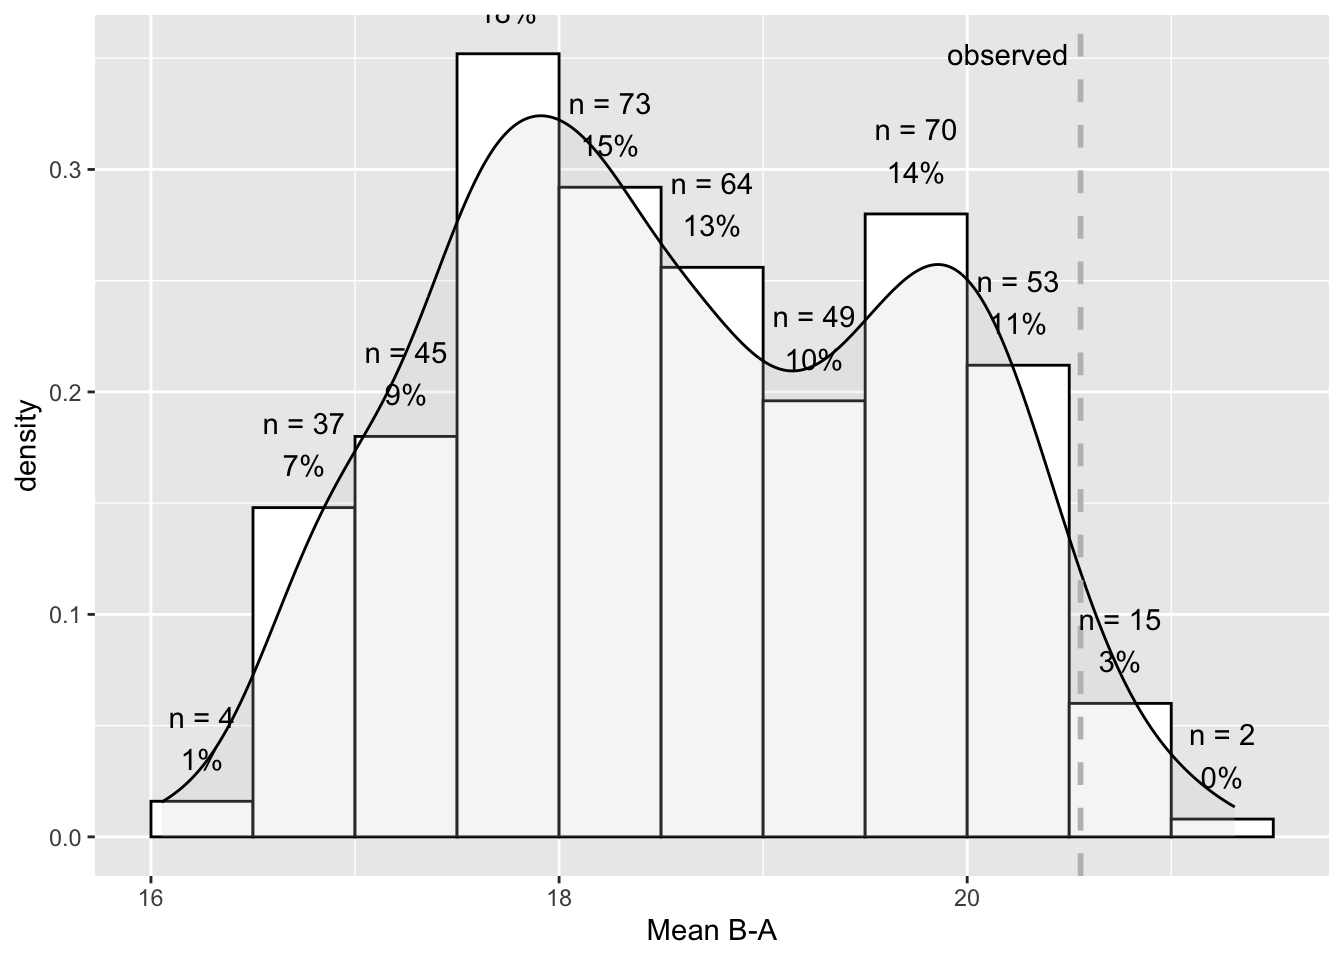 18%
observed
n = 73
15%
n = 70
14%
n = 64
13%
n = 53
11%
n = 49
10%
n = 45
9%
n = 37
7%
n = 15
3%
n = 4
1%
n = 2
0%
0.3
0.2
0.1
0.0
density
16
18
20
Mean B-A